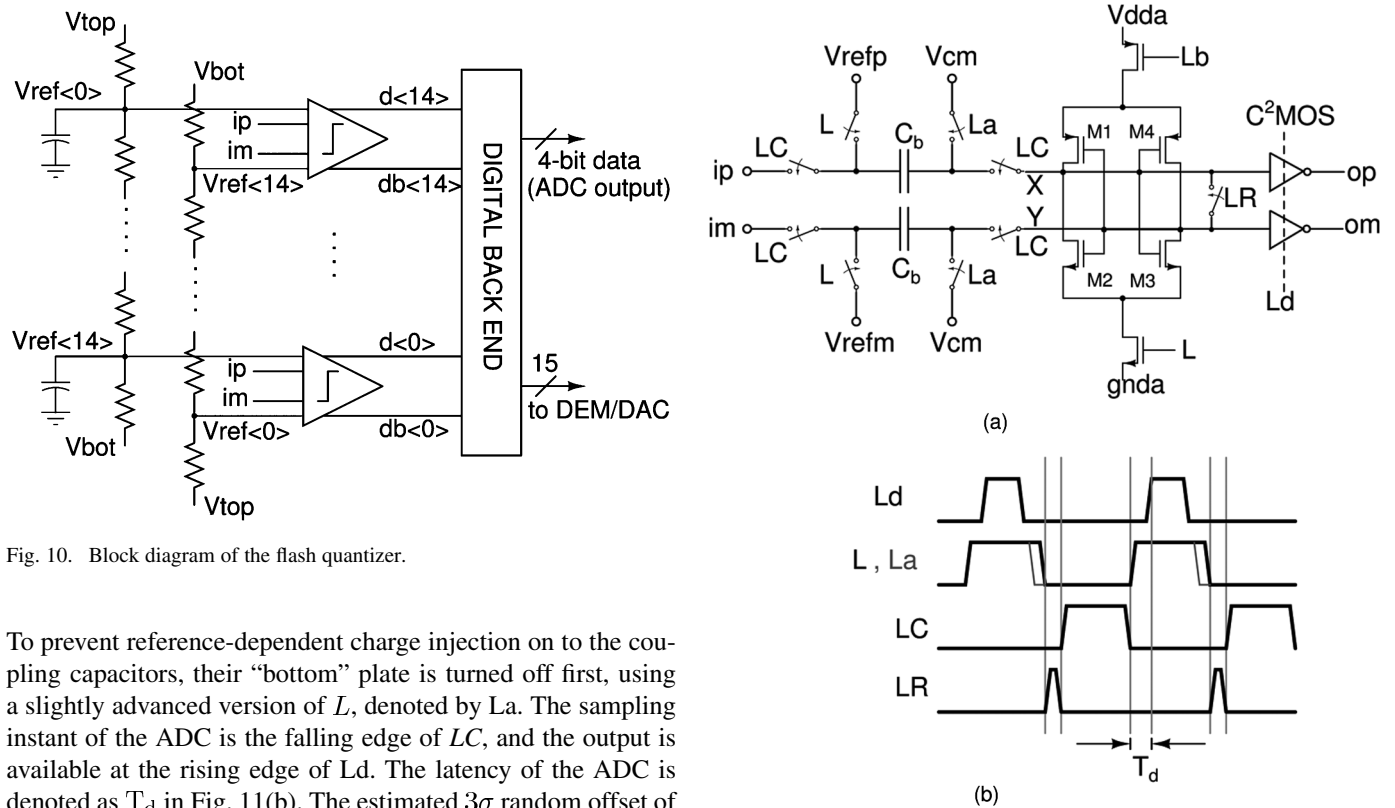 Vtop
Vref<0>
Vbot
ip
im
Vref<14>
d<14>
db<14>
DIGITAL BACK END
4-bit data
(ADC output)
Vref<14>
Vbot
ip
im
Vref<0>
Vtop
d<0>
db<0>
15
to DEM/DAC
Fig. 10. Block diagram of the flash quantizer.
To prevent reference-dependent charge injection on to the cou-
pling capacitors, their “bottom” plate is turned off first, using
a slightly advanced version of L, denoted by La. The sampling
instant of the ADC is the falling edge of LC, and the output is
available at the rising edge of Ld. The latency of the ADC is
denoted as Td in Fig. 11(b). The estimated 3σ random offset of
Vdda
Lb
Vrefp
Vcm
L
La
LC
Cb
LC
ip
X
M1
M4
C²MOS
op
LR
im
Y
om
LC
LC
L
Cb
La
M2
M3
Ld
Vrefm
Vcm
L
gnda
(a)
Ld
L , La
LC
LR
Td
(b)